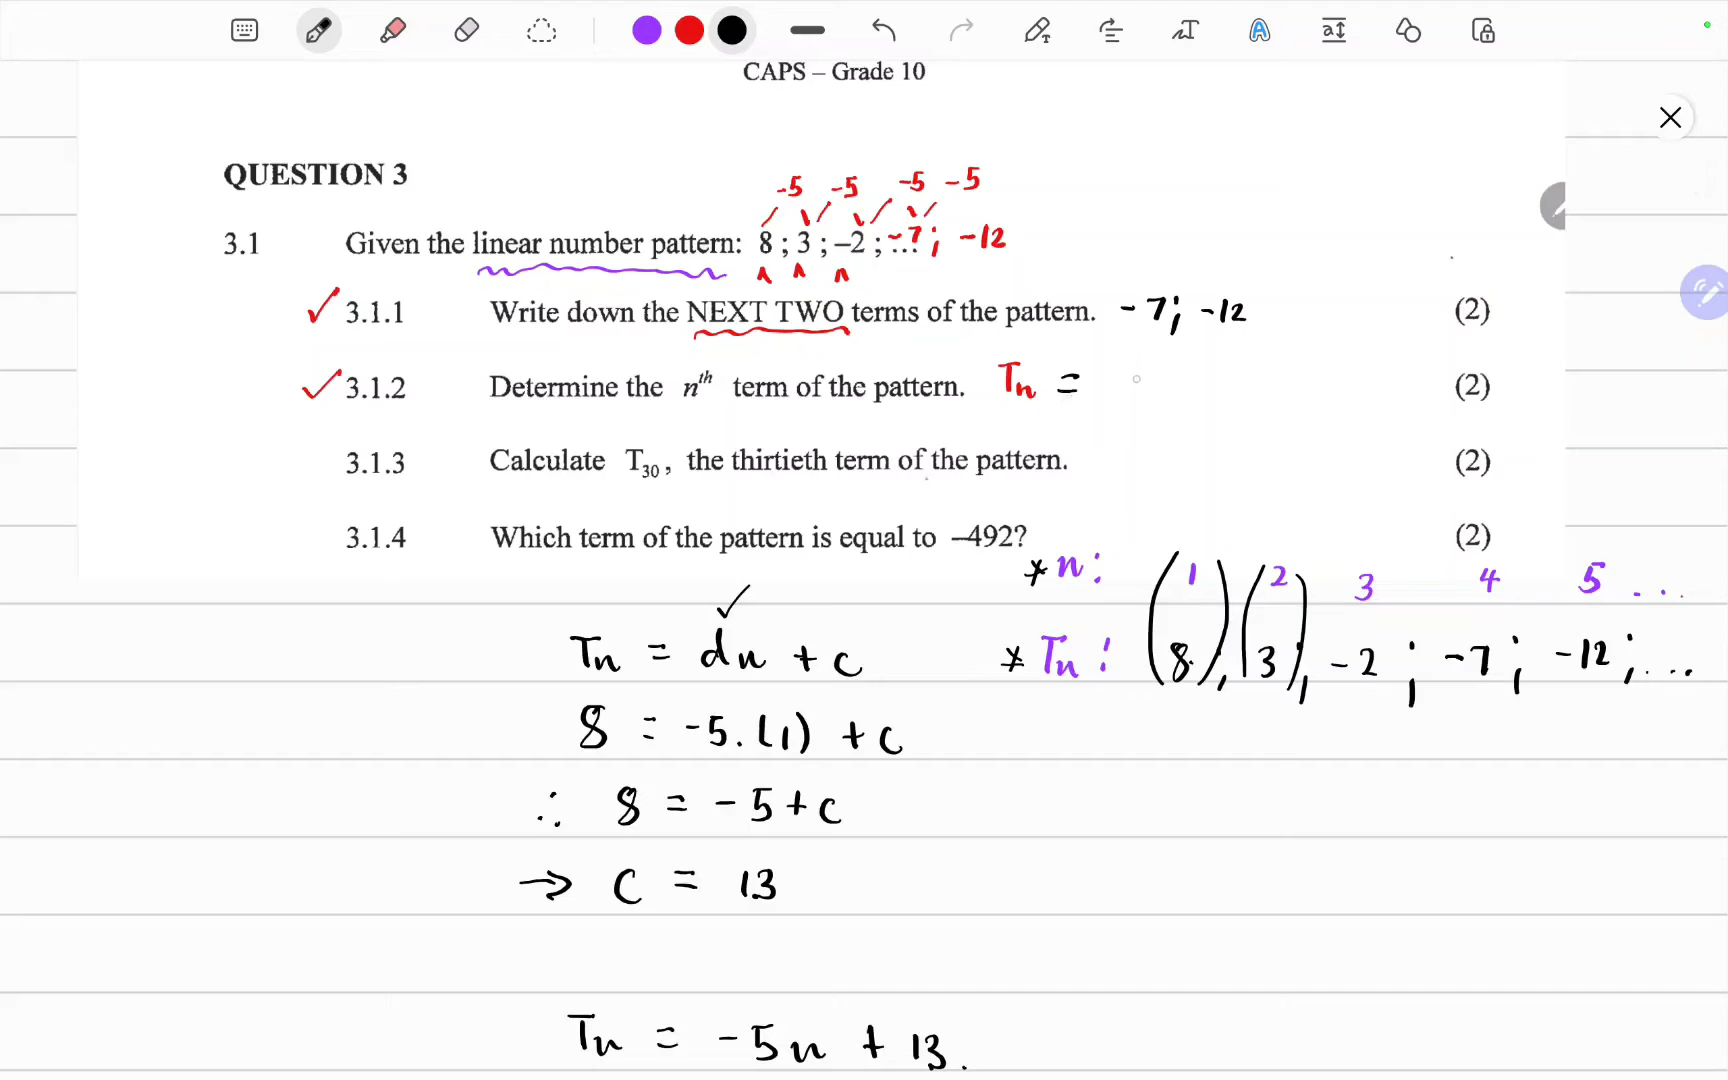 CAPS – Grade 10
QUESTION 3
-5 -5 -5 -5
3.1 Given the linear number pattern: 8 ; 3 ; –2 ; ... -7 ; -12
3.1.1 Write down the NEXT TWO terms of the pattern. -7; -12 (2)
3.1.2 Determine the nth term of the pattern. Tn = (2)
3.1.3 Calculate T30, the thirtieth term of the pattern. (2)
3.1.4 Which term of the pattern is equal to –492? (2)
* n: 1 2 3 4 5 ...
Tn = dn + c
* Tn : (8), (3), -2 ; -7 ; -12 ; ...
8 = -5.(1) + c
∴ 8 = -5 + c
→ c = 13
Tn = -5n + 13.